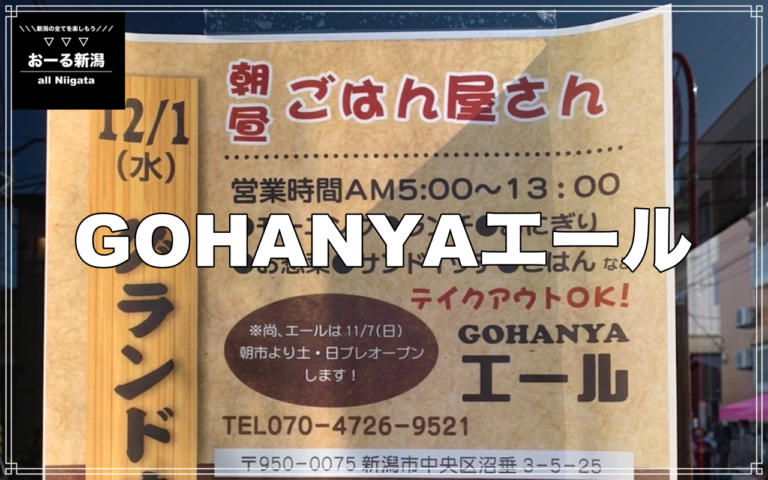 ＼＼＼新潟の全てを楽しもう／／／
▽ ▽ ▽
おーる新潟
all Niigata
12/1
(水)
グランド
朝昼 ごはん屋さん
営業時間AM5:00〜13:00
GOHANYAエール
テイクアウトOK!
※尚、エールは11/7(日)
朝市より土・日プレオープン
します!
GOHANYA
エール
TEL070-4726-9521
〒950-0075 新潟市中央区沼垂 3-5-25